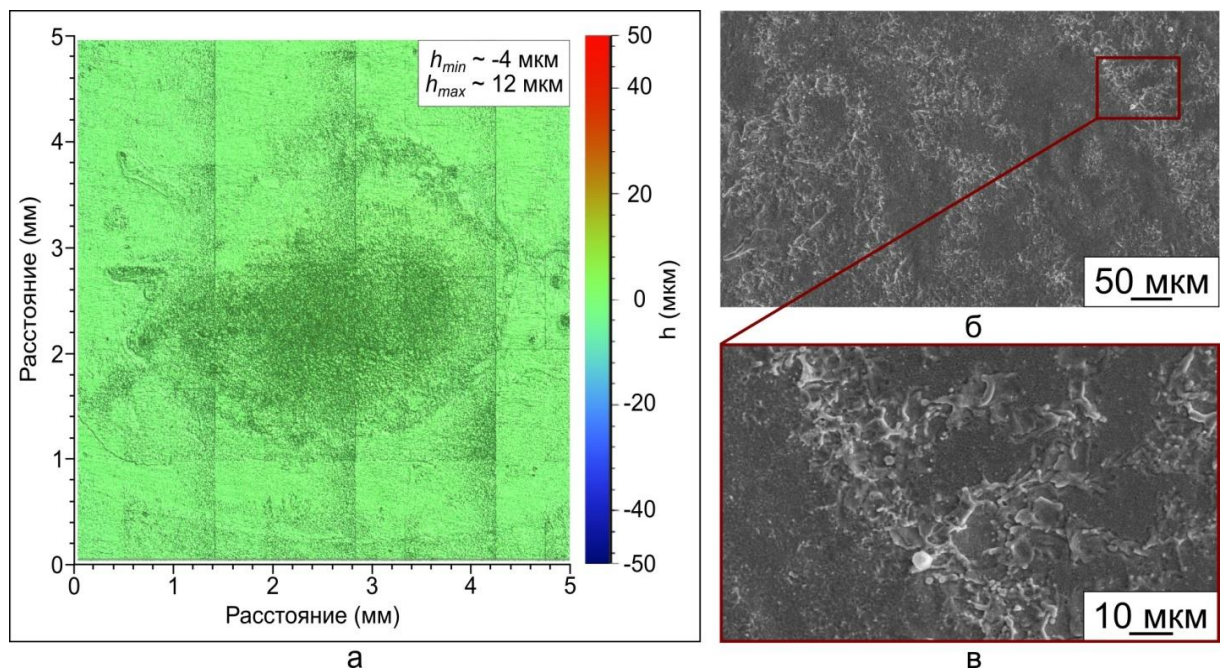 5
4
3
2
1
0
Расстояние (мм)
0
1
2
3
4
5
Расстояние (мм)
h_min ~ -4 мкм
h_max ~ 12 мкм
50
40
20
0
-20
-40
-50
h (мкм)
а
50 мкм
б
10 мкм
в